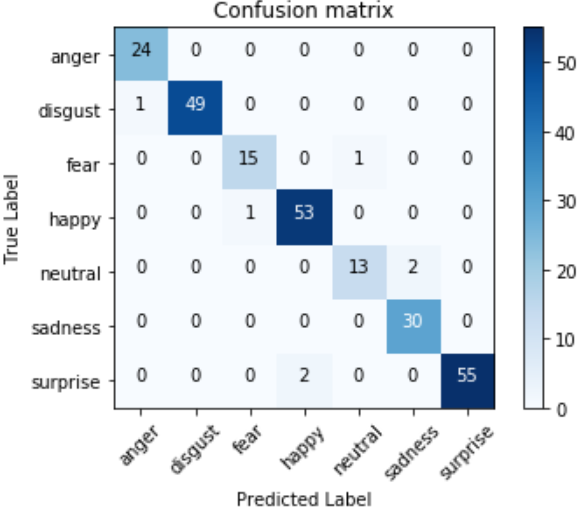 Confusion matrix
True Label
anger 24 0 0 0 0 0 0
disgust 1 49 0 0 0 0 0
fear 0 0 15 0 1 0 0
happy 0 0 1 53 0 0 0
neutral 0 0 0 0 13 2 0
sadness 0 0 0 0 0 30 0
surprise 0 0 0 2 0 0 55
anger disgust fear happy neutral sadness surprise
Predicted Label
50
40
30
20
10
0